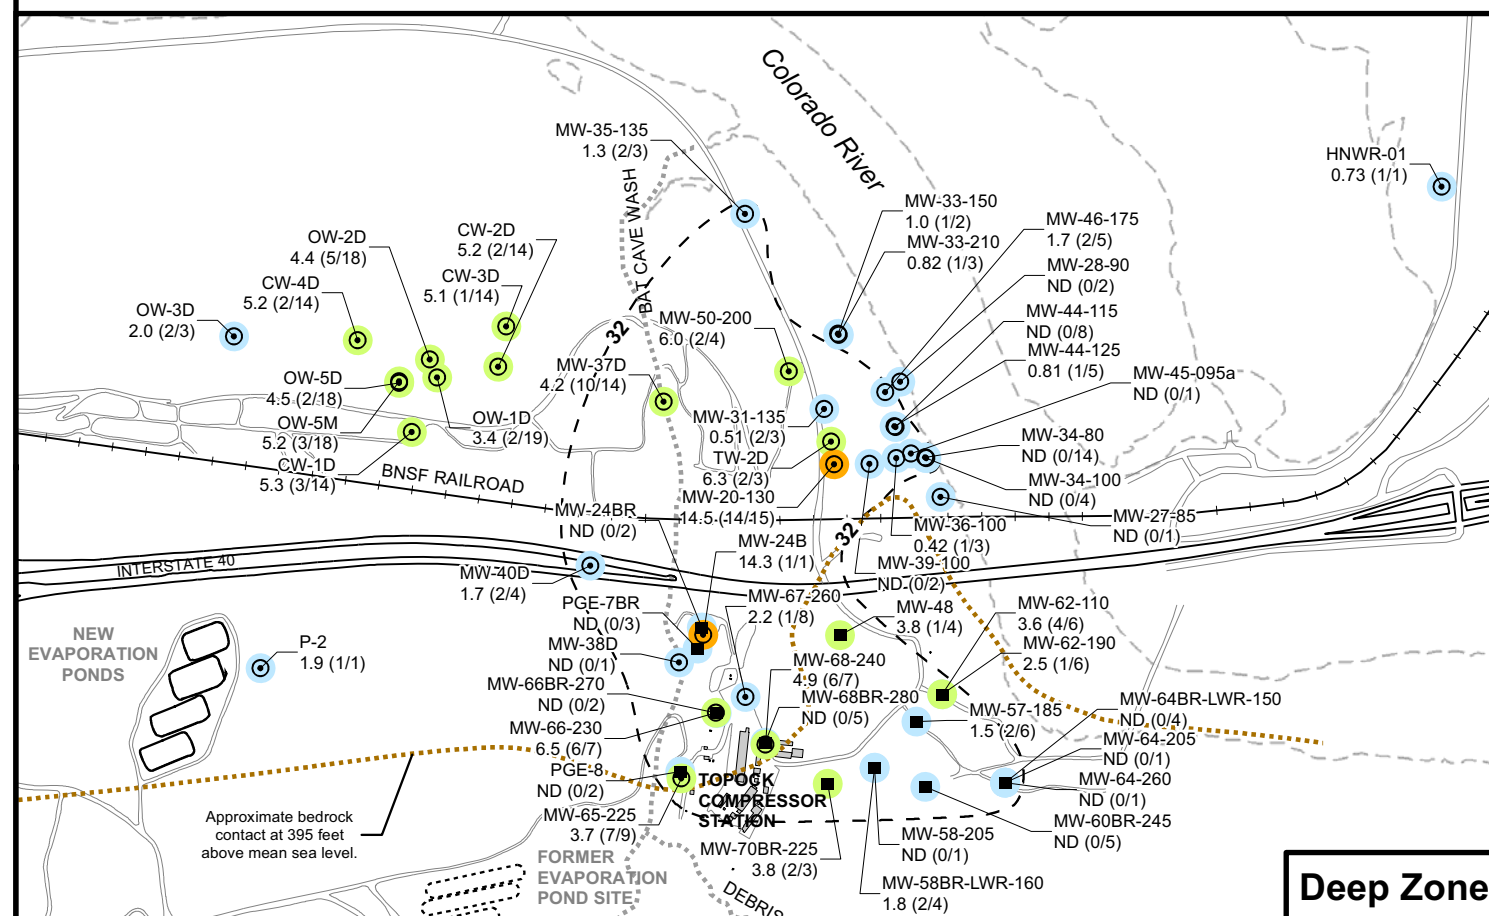 Colorado River
MW-35-135
1.3 (2/3)
HNWR-01
0.73 (1/1)
BAT CAVE WASH
MW-33-150
1.0 (1/2)
MW-33-210
0.82 (1/3)
MW-46-175
1.7 (2/5)
MW-28-90
ND (0/2)
MW-44-115
ND (0/8)
MW-44-125
0.81 (1/5)
MW-45-095a
ND (0/1)
CW-2D
5.2 (2/14)
OW-2D
4.4 (5/18)
CW-3D
5.1 (1/14)
CW-4D
5.2 (2/14)
OW-3D
2.0 (2/3)
32
MW-50-200
6.0 (2/4)
MW-37D
4.2 (10/14)
OW-5D
4.5 (2/18)
OW-5M
5.2 (3/18)
OW-1D
3.4 (2/19)
CW-1D
5.3 (3/14)
MW-31-135
0.51 (2/3)
TW-2D
6.3 (2/3)
MW-20-130
14.5 (14/15)
MW-34-80
ND (0/14)
MW-34-100
ND (0/4)
BNSF RAILROAD
MW-24BR
ND (0/2)
MW-24B
14.3 (1/1)
32
MW-36-100
0.42 (1/3)
MW-27-85
ND (0/1)
MW-39-100
ND (0/2)
INTERSTATE 40
MW-40D
1.7 (2/4)
PGE-7BR
ND (0/3)
MW-67-260
2.2 (1/8)
MW-48
3.8 (1/4)
MW-62-110
3.6 (4/6)
MW-62-190
2.5 (1/6)
NEW
EVAPORATION
PONDS
P-2
1.9 (1/1)
MW-38D
ND (0/1)
MW-68-240
4.9 (6/7)
MW-66BR-270
ND (0/2)
MW-68BR-280
ND (0/5)
MW-64BR-LWR-150
ND (0/4)
MW-57-185
1.5 (2/6)
MW-66-230
6.5 (6/7)
MW-64-205
ND (0/1)
PGE-8
ND (0/2)
TOPOCK
COMPRESSOR
STATION
MW-64-260
ND (0/1)
MW-65-225
3.7 (7/9)
MW-60BR-245
ND (0/5)
Approximate bedrock
contact at 395 feet
above mean sea level.
MW-58-205
ND (0/1)
MW-70BR-225
3.8 (2/3)
MW-58BR-LWR-160
1.8 (2/4)
FORMER
EVAPORATION
POND SITE
DEBRIS
Deep Zone